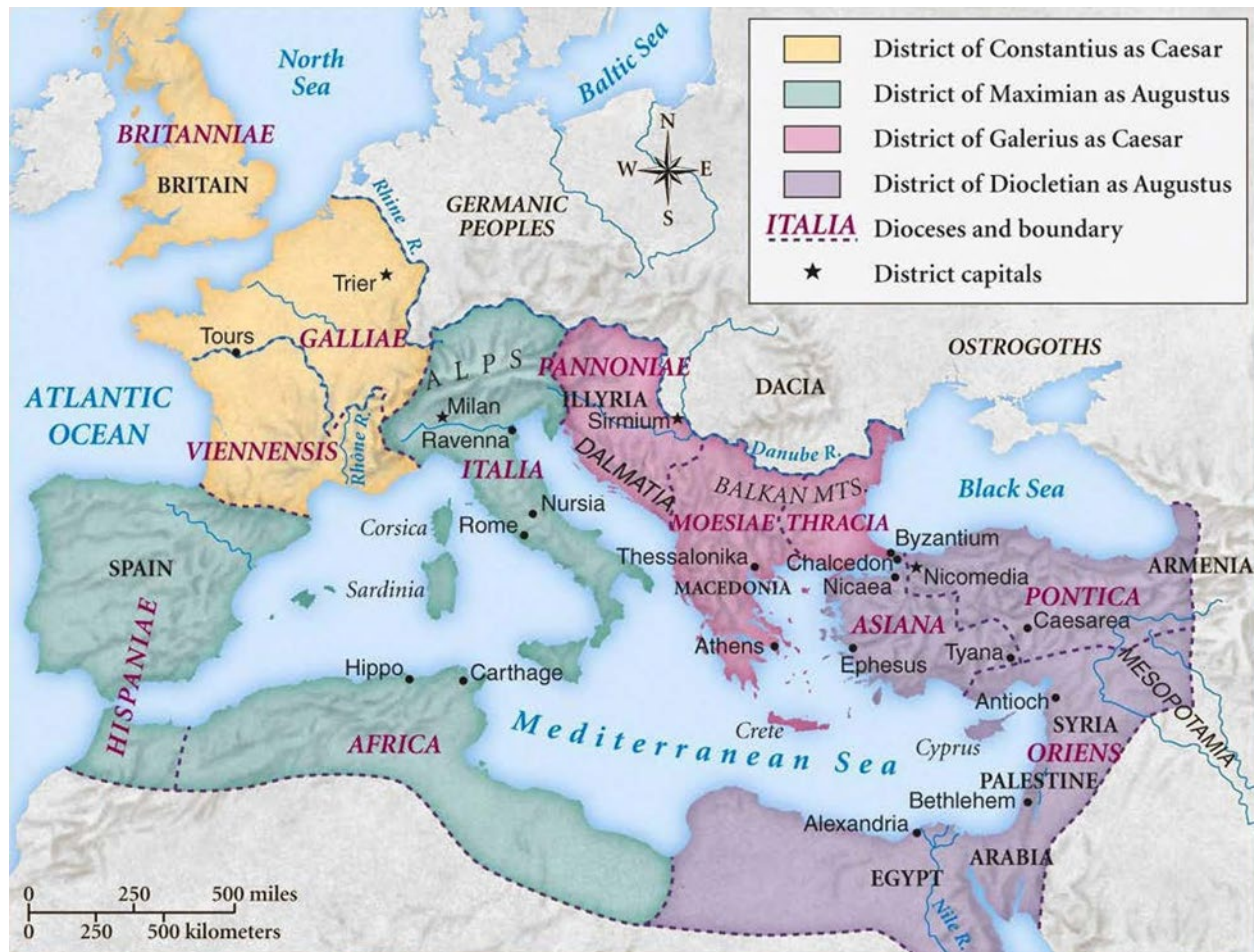 District of Constantius as Caesar
District of Maximian as Augustus
District of Galerius as Caesar
District of Diocletian as Augustus
ITALIA Dioceses and boundary
District capitals
North
Sea
Baltic Sea
N
W E
S
BRITANNIAE
BRITAIN
Rhine R.
GERMANIC
PEOPLES
Trier
Tours
GALLIAE
ATLANTIC
OCEAN
VIENNENSIS
Rhône R.
ALPS
Milan
Ravenna
ITALIA
PANNONIAE
ILLYRIA
Sirmium
DACIA
OSTROGOTHS
Danube R.
DALMATIA
BALKAN MTS.
Black Sea
Nursia
Rome
Corsica
Sardinia
MOESIAE
THRACIA
Byzantium
Thessalonika
Chalcedon
Nicomedia
MACEDONIA
Nicaea
ARMENIA
PONTICA
Caesarea
ASIANA
Athens
Ephesus
Tyana
MESOPOTAMIA
SPAIN
HISPANIAE
Hippo
Carthage
AFRICA
Mediterranean Sea
Crete
Cyprus
Antioch
SYRIA
ORIENS
PALESTINE
Bethlehem
Alexandria
ARABIA
EGYPT
Nile R.
0 250 500 miles
0 250 500 kilometers